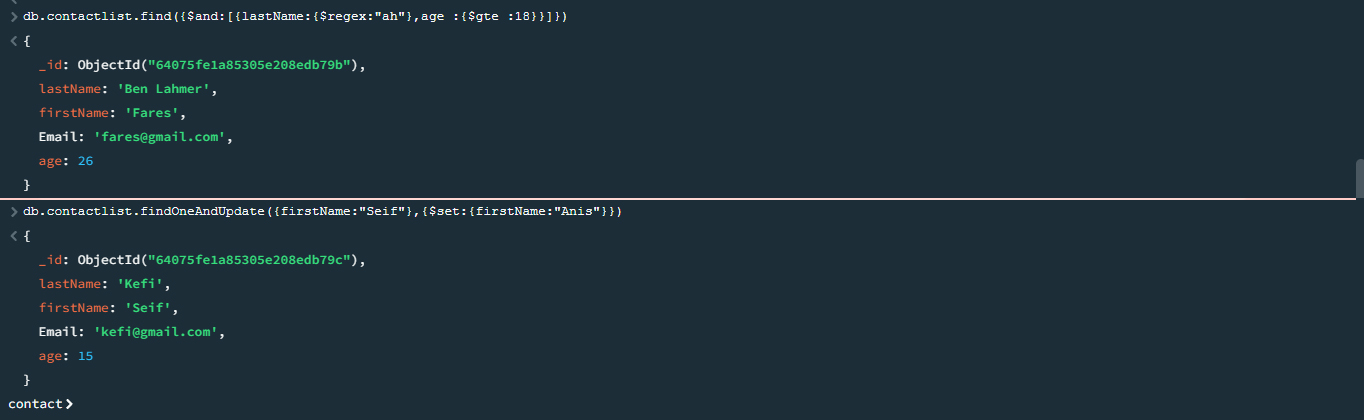 > db.contactlist.find({$and:[{lastName:{$regex:"ah"},age :{$gte :18}}]})
< {
_id: ObjectId("64075fe1a85305e208edb79b"),
lastName: 'Ben Lahmer',
firstName: 'Fares',
Email: 'fares@gmail.com',
age: 26
}
> db.contactlist.findOneAndUpdate({firstName:"Seif"},{$set:{firstName:"Anis"}})
< {
_id: ObjectId("64075fe1a85305e208edb79c"),
lastName: 'Kefi',
firstName: 'Seif',
Email: 'kefi@gmail.com',
age: 15
}
contact>